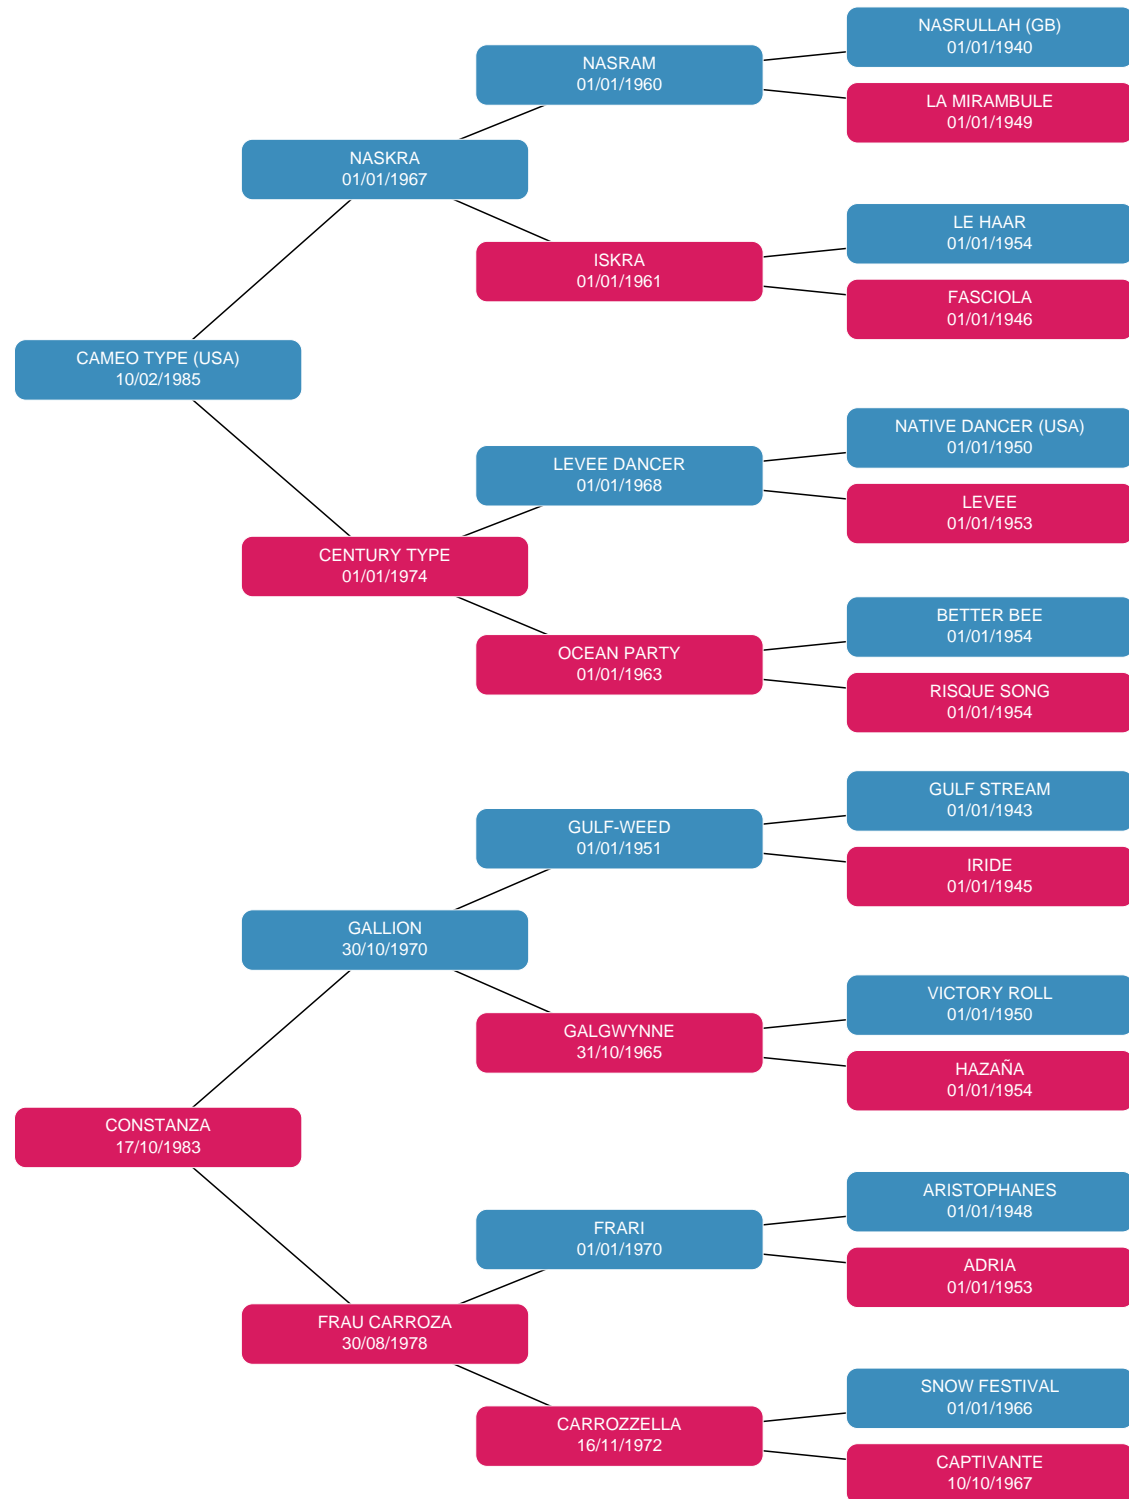 NASRULLAH (GB)
01/01/1940
NASRAM
01/01/1960
LA MIRAMBULE
01/01/1949
NASKRA
01/01/1967
LE HAAR
01/01/1954
ISKRA
01/01/1961
FASCIOLA
01/01/1946
CAMEO TYPE (USA)
10/02/1985
NATIVE DANCER (USA)
01/01/1950
LEVEE DANCER
01/01/1968
LEVEE
01/01/1953
CENTURY TYPE
01/01/1974
BETTER BEE
01/01/1954
OCEAN PARTY
01/01/1963
RISQUE SONG
01/01/1954
GULF STREAM
01/01/1943
GULF-WEED
01/01/1951
IRIDE
01/01/1945
GALLION
30/10/1970
VICTORY ROLL
01/01/1950
GALGWYNNE
31/10/1965
HAZAÑA
01/01/1954
CONSTANZA
17/10/1983
ARISTOPHANES
01/01/1948
FRARI
01/01/1970
ADRIA
01/01/1953
FRAU CARROZA
30/08/1978
SNOW FESTIVAL
01/01/1966
CARROZZELLA
16/11/1972
CAPTIVANTE
10/10/1967